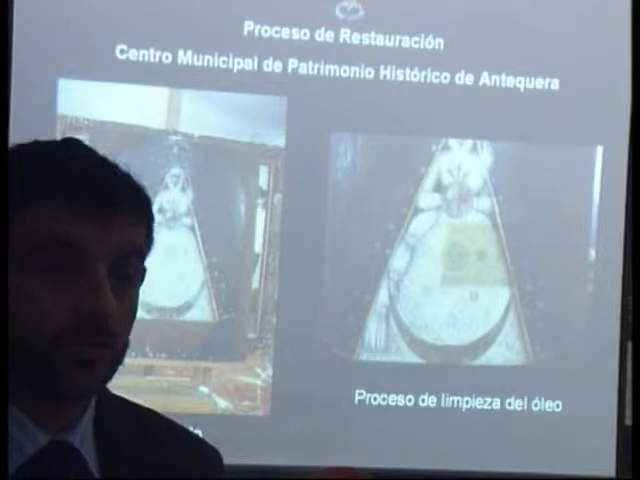 Proceso de Restauración
Centro Municipal de Patrimonio Histórico de Antequera
Proceso de limpieza del óleo